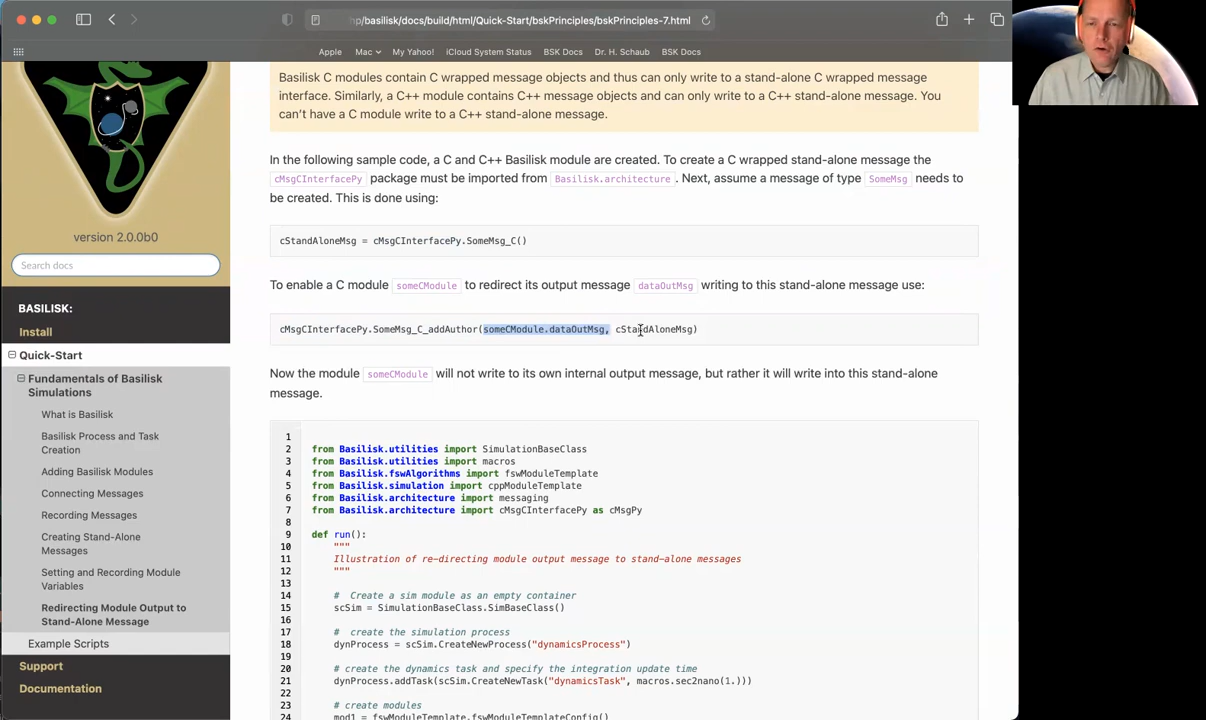 hp/basilisk/docs/build/html/Quick-Start/bskPrinciples/bskPrinciples-7.html
Apple Mac My Yahoo! iCloud System Status BSK Docs Dr. H. Schaub BSK Docs
version 2.0.0b0
Search docs
BASILISK:
Install
Quick-Start
Fundamentals of Basilisk
Simulations
What is Basilisk
Basilisk Process and Task
Creation
Adding Basilisk Modules
Connecting Messages
Recording Messages
Creating Stand-Alone
Messages
Setting and Recording Module
Variables
Redirecting Module Output to
Stand-Alone Message
Example Scripts
Support
Documentation
Basilisk C modules contain C wrapped message objects and thus can only write to a stand-alone C wrapped message
interface. Similarly, a C++ module contains C++ message objects and can only write to a C++ stand-alone message. You
can't have a C module write to a C++ stand-alone message.
In the following sample code, a C and C++ Basilisk module are created. To create a C wrapped stand-alone message the
cMsgCInterfacePy package must be imported from Basilisk.architecture. Next, assume a message of type SomeMsg needs to
be created. This is done using:
cStandAloneMsg = cMsgCInterfacePy.SomeMsg_C()
To enable a C module someCModule to redirect its output message dataOutMsg writing to this stand-alone message use:
cMsgCInterfacePy.SomeMsg_C_addAuthor(someCModule.dataOutMsg, cStandAloneMsg)
Now the module someCModule will not write to its own internal output message, but rather it will write into this stand-alone
message.
1
2 from Basilisk.utilities import SimulationBaseClass
3 from Basilisk.utilities import macros
4 from Basilisk.fswAlgorithms import fswModuleTemplate
5 from Basilisk.simulation import cppModuleTemplate
6 from Basilisk.architecture import messaging
7 from Basilisk.architecture import cMsgCInterfacePy as cMsgPy
8
9 def run():
10 """
11 Illustration of re-directing module output message to stand-alone messages
12 """
13
14 # Create a sim module as an empty container
15 scSim = SimulationBaseClass.SimBaseClass()
16
17 # create the simulation process
18 dynProcess = scSim.CreateNewProcess("dynamicsProcess")
19
20 # create the dynamics task and specify the integration update time
21 dynProcess.addTask(scSim.CreateNewTask("dynamicsTask", macros.sec2nano(1.)))
22
23 # create modules
24 mod1 = fswModuleTemplate.fswModuleTemplateConfig()